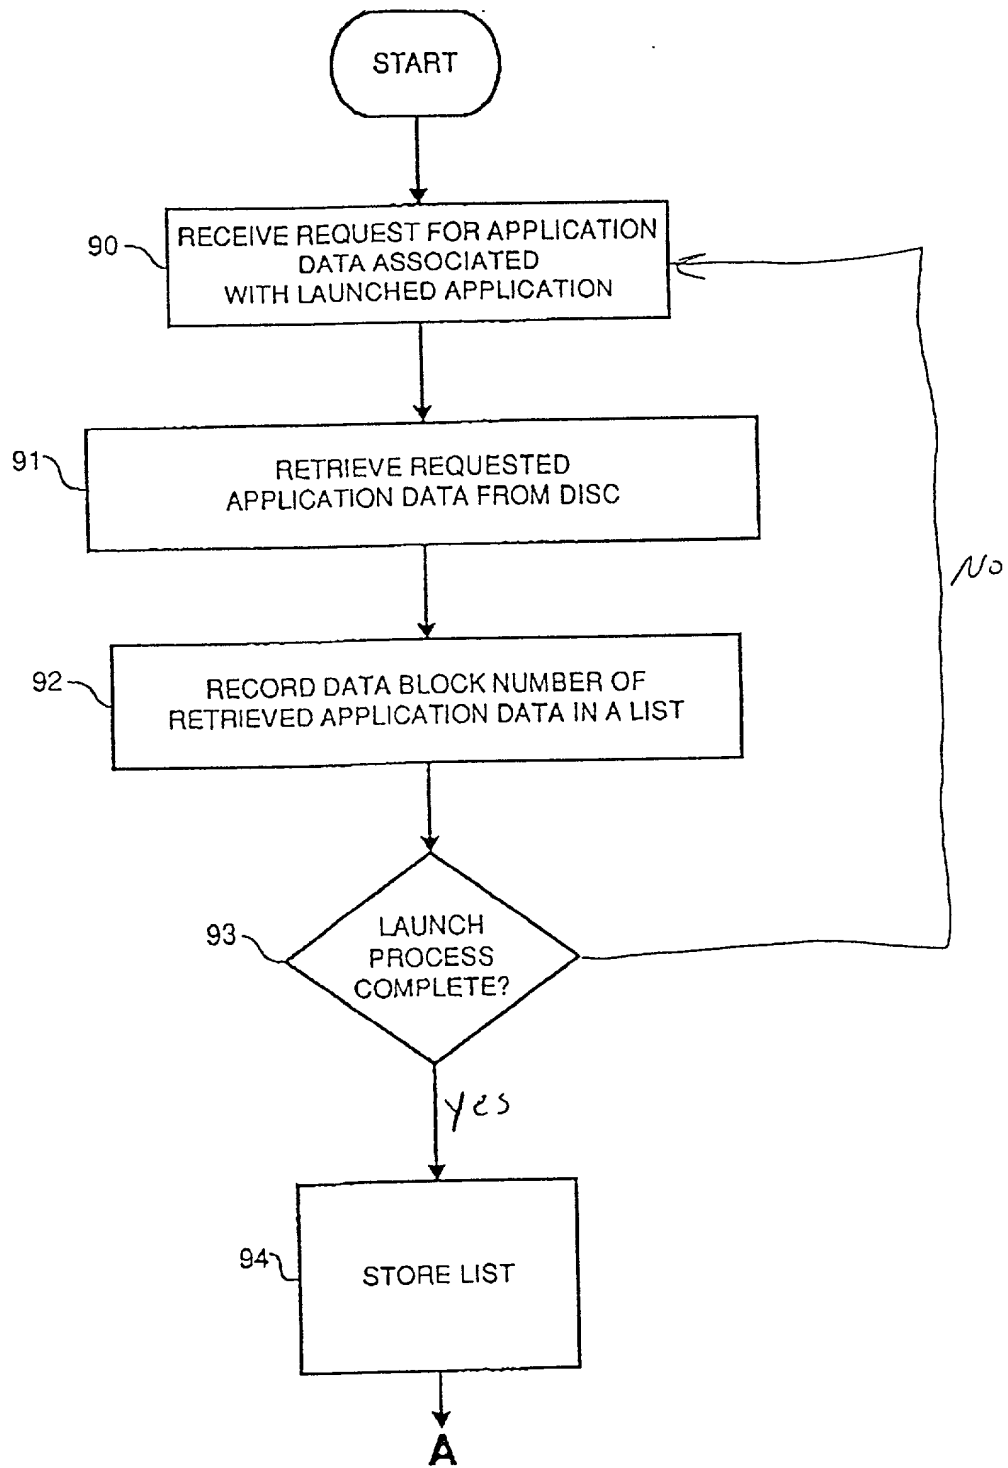 START
90
RECEIVE REQUEST FOR APPLICATION
DATA ASSOCIATED
WITH LAUNCHED APPLICATION
91
RETRIEVE REQUESTED
APPLICATION DATA FROM DISC
No
92
RECORD DATA BLOCK NUMBER OF
RETRIEVED APPLICATION DATA IN A LIST
93
LAUNCH
PROCESS
COMPLETE?
yes
94
STORE LIST
A